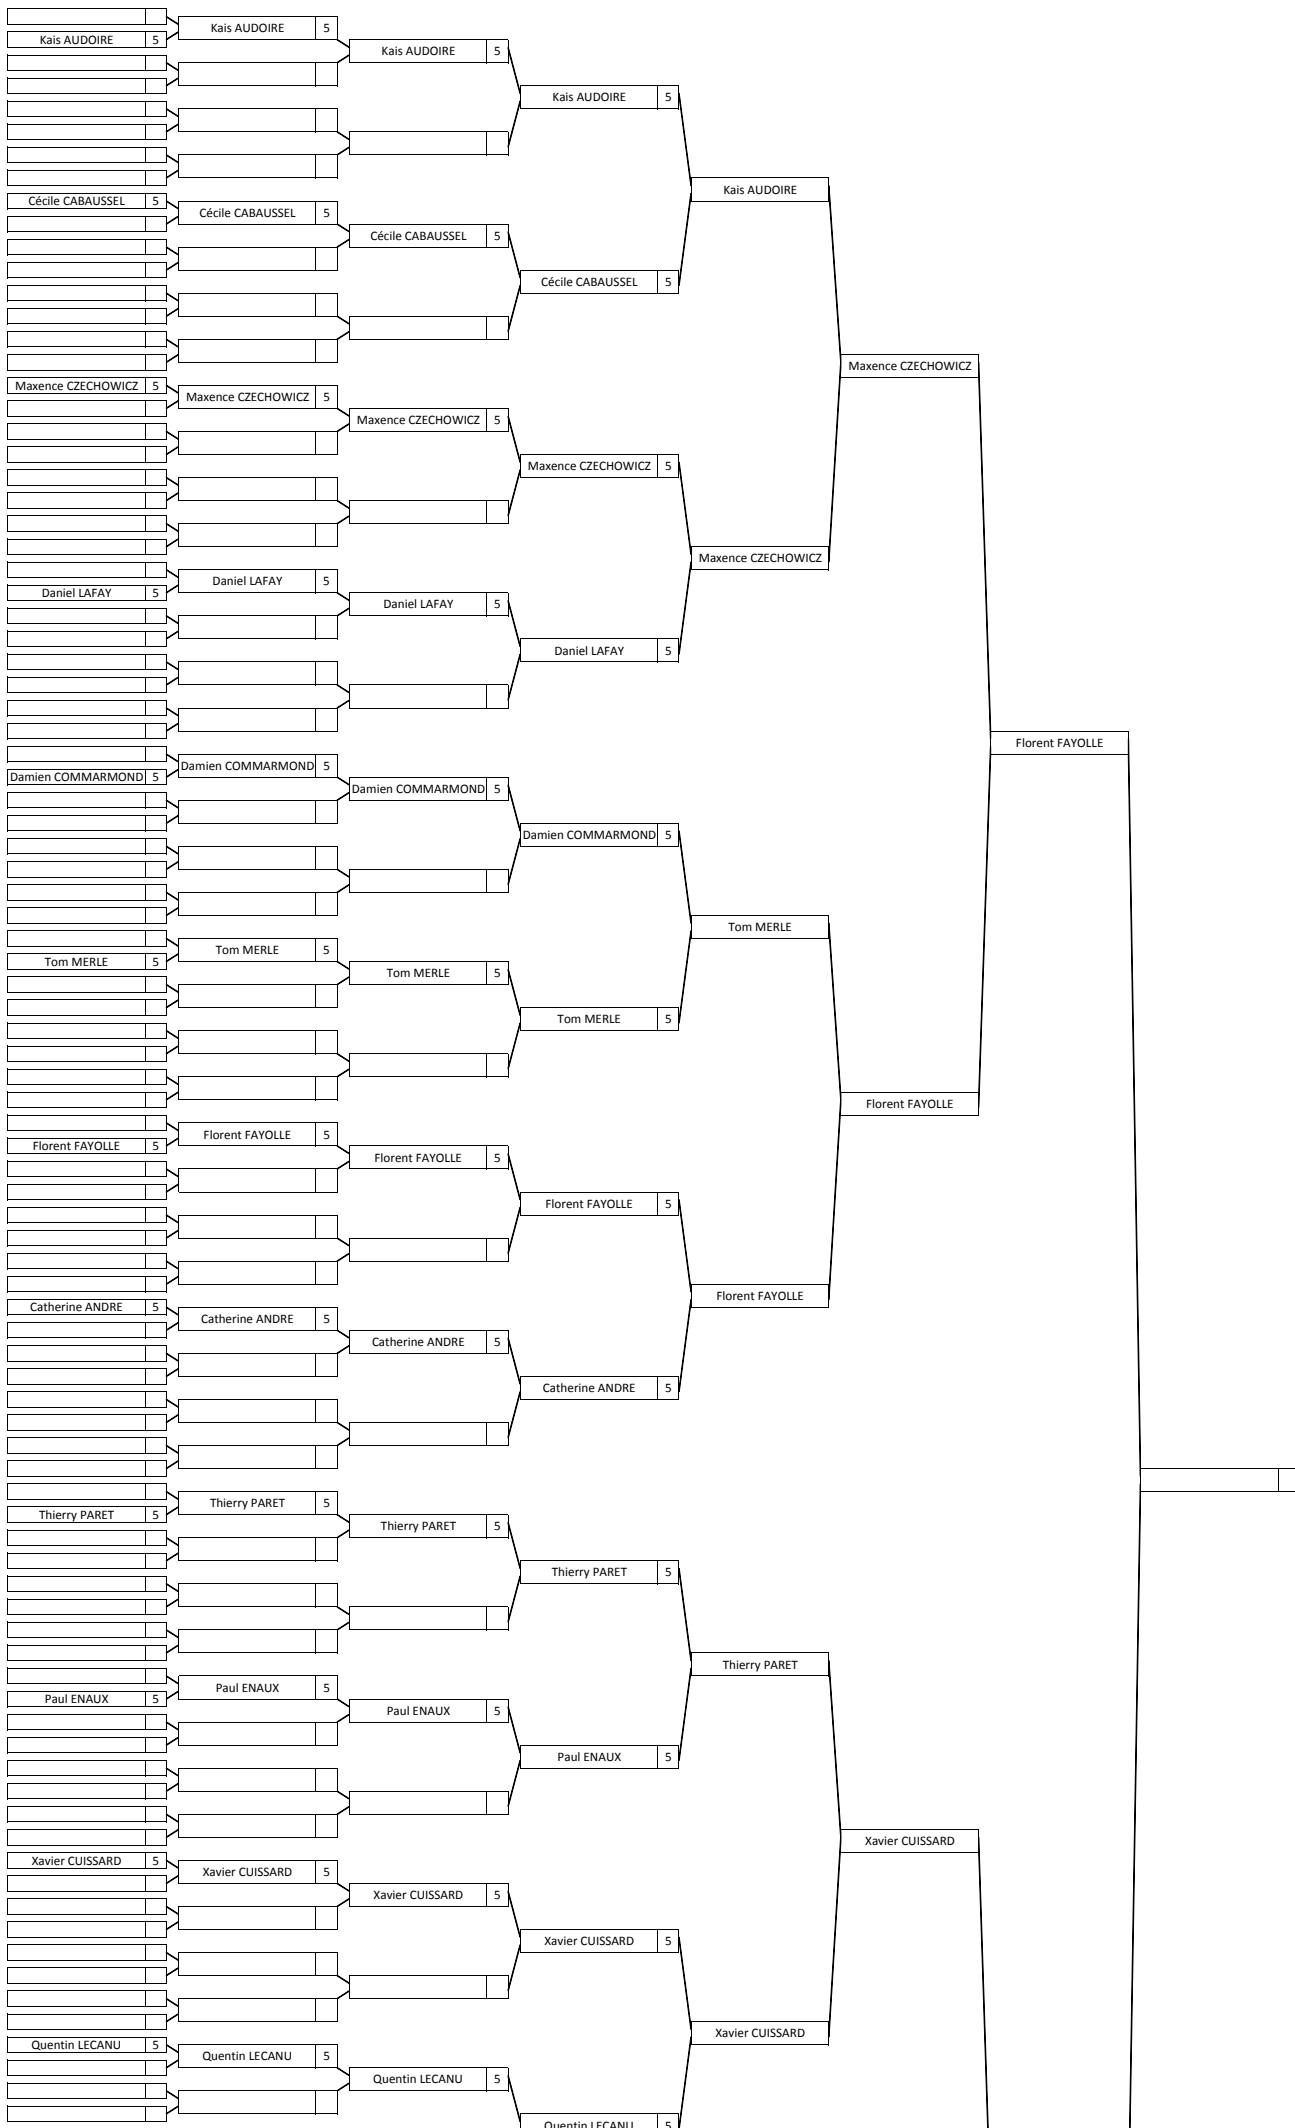 Kais AUDOIRE 5
Kais AUDOIRE 5
Kais AUDOIRE 5
Kais AUDOIRE 5
Kais AUDOIRE
Cécile CABAUSSEL 5
Cécile CABAUSSEL 5
Cécile CABAUSSEL 5
Cécile CABAUSSEL 5
Maxence CZECHOWICZ
Maxence CZECHOWICZ 5
Maxence CZECHOWICZ 5
Maxence CZECHOWICZ 5
Maxence CZECHOWICZ 5
Maxence CZECHOWICZ
Daniel LAFAY 5
Daniel LAFAY 5
Daniel LAFAY 5
Daniel LAFAY 5
Florent FAYOLLE
Damien COMMARMOND 5
Damien COMMARMOND 5
Damien COMMARMOND 5
Damien COMMARMOND 5
Tom MERLE
Tom MERLE 5
Tom MERLE 5
Tom MERLE 5
Tom MERLE 5
Florent FAYOLLE
Florent FAYOLLE 5
Florent FAYOLLE 5
Florent FAYOLLE 5
Florent FAYOLLE 5
Florent FAYOLLE
Catherine ANDRE 5
Catherine ANDRE 5
Catherine ANDRE 5
Catherine ANDRE 5
Thierry PARET 5
Thierry PARET 5
Thierry PARET 5
Thierry PARET 5
Thierry PARET
Paul ENAUX 5
Paul ENAUX 5
Paul ENAUX 5
Paul ENAUX 5
Xavier CUISSARD
Xavier CUISSARD 5
Xavier CUISSARD 5
Xavier CUISSARD 5
Xavier CUISSARD 5
Xavier CUISSARD
Quentin LECANU 5
Quentin LECANU 5
Quentin LECANU 5
Quentin LECANU 5